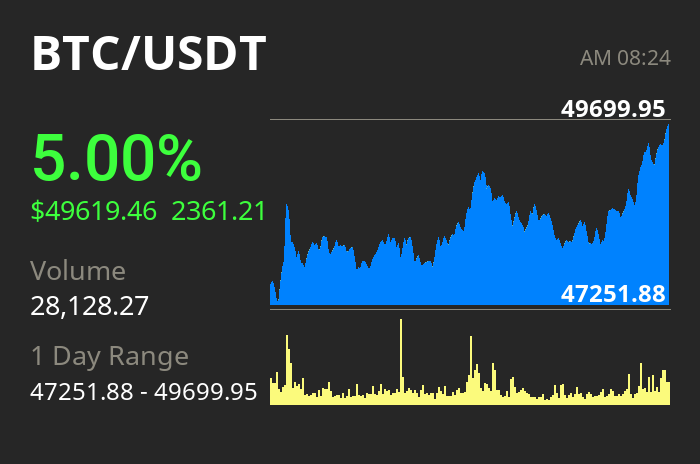 BTC/USDT
AM 08:24
49699.95
5.00%
$49619.46 2361.21
Volume
28,128.27
47251.88
1 Day Range
47251.88 - 49699.95